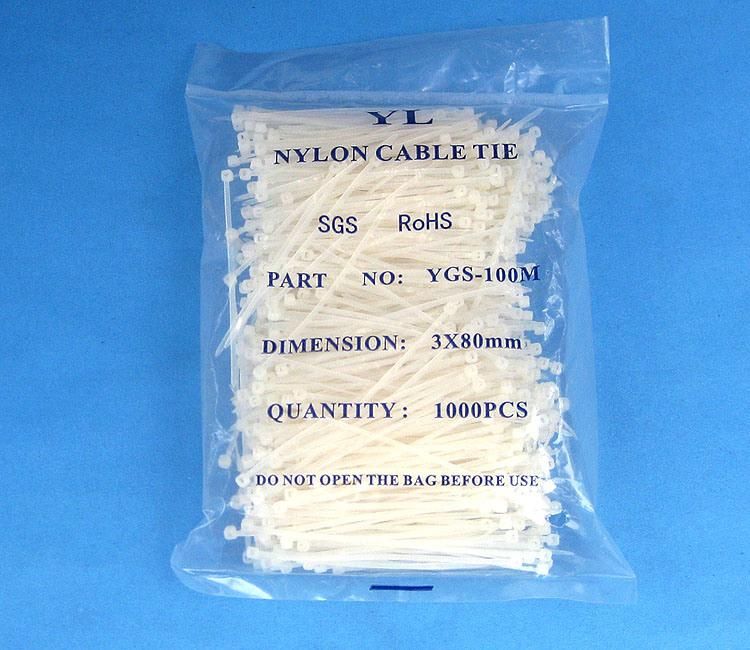 YL
NYLON CABLE TIE
SGS RoHS
PART NO: YGS-100M
DIMENSION: 3X80mm
QUANTITY: 1000PCS
DO NOT OPEN THE BAG BEFORE USE